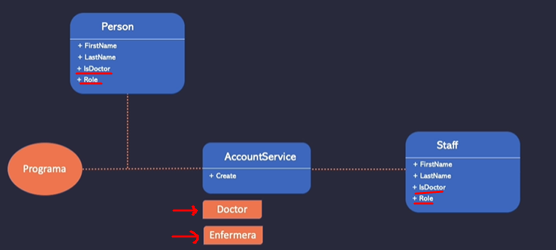 Person
+ FirstName
+ LastName
+ IsDoctor
+ Role
Programa
AccountService
+ Create
Doctor
Enfermera
Staff
+ FirstName
+ LastName
+ IsDoctor
+ Role